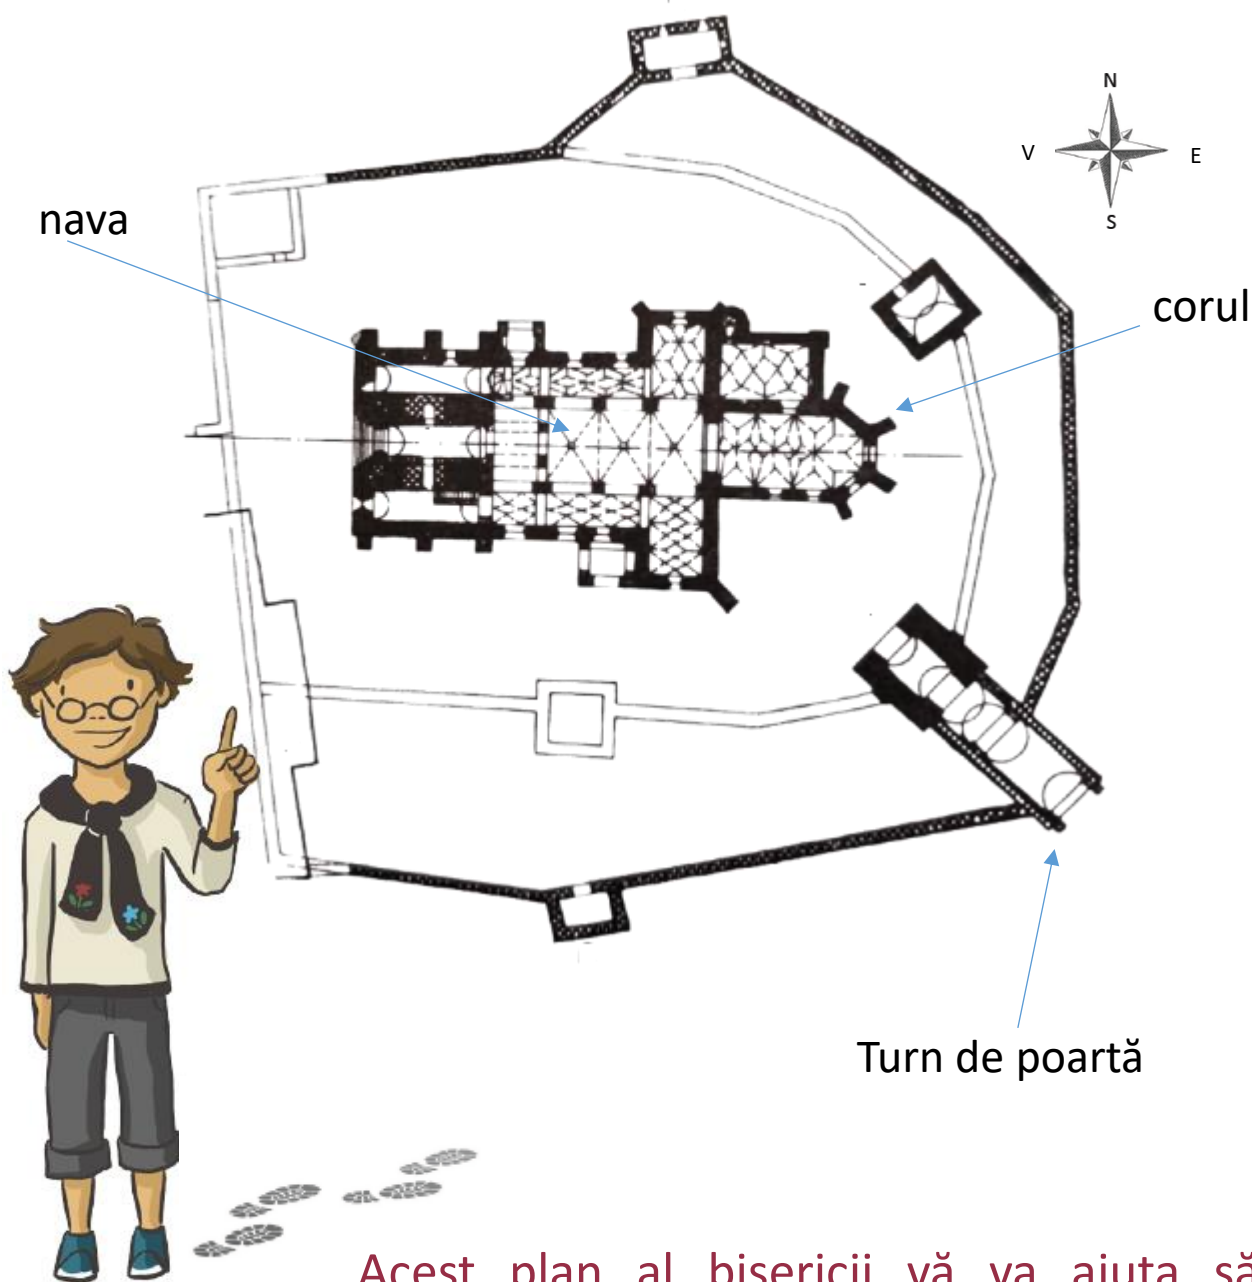 N
V E
S
nava
corul
Turn de poartă
Acest plan al bisericii vă va ajuta să